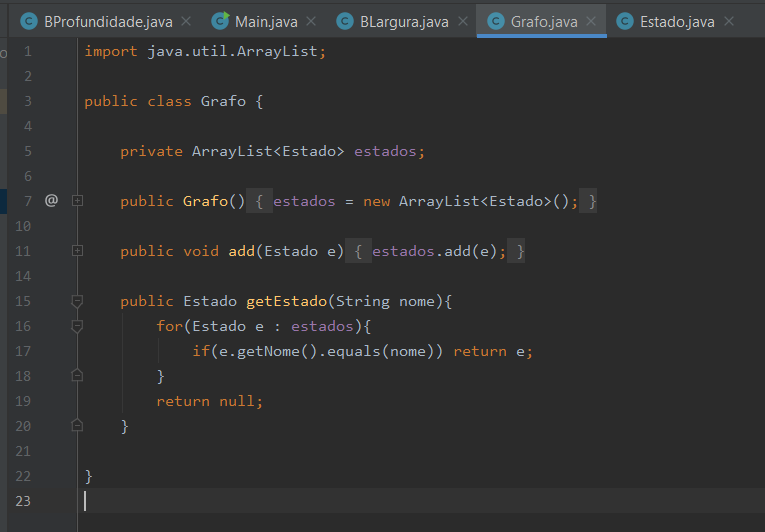 BProfundidade.java Main.java BLargura.java Grafo.java Estado.java
1 import java.util.ArrayList;
2
3 public class Grafo {
4
5 private ArrayList<Estado> estados;
6
7 @ public Grafo() { estados = new ArrayList<Estado>(); }
10
11 public void add(Estado e) { estados.add(e); }
14
15 public Estado getEstado(String nome){
16 for(Estado e : estados){
17 if(e.getNome().equals(nome)) return e;
18 }
19 return null;
20 }
21
22 }
23